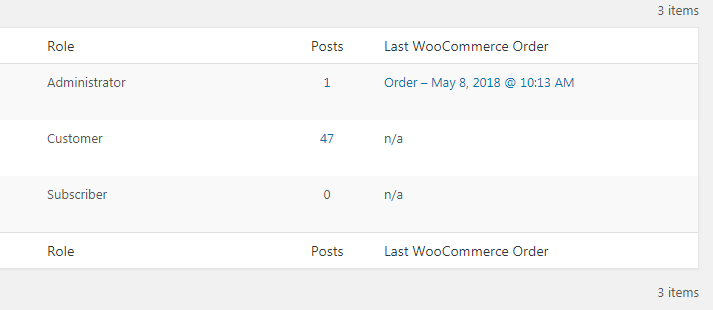 3 items
Role Posts Last WooCommerce Order
Administrator 1 Order – May 8, 2018 @ 10:13 AM
Customer 47 n/a
Subscriber 0 n/a
Role Posts Last WooCommerce Order
3 items